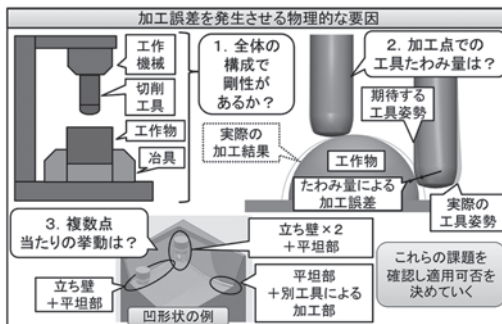 加工誤差を発生させる物理的な要因
工作
機械
切削
工具
工作物
冶具
1. 全体の
構成で
剛性が
あるか？
2. 加工点での
工具たわみ量は？
期待する
工具姿勢
実際の
加工結果
工作物
たわみ量による
加工誤差
実際の
工具姿勢
3. 複数点
当たりの挙動は？
立ち壁×2
＋平坦部
立ち壁
＋平坦部
平坦部
＋別工具による
加工部
凹形状の例
これらの課題を
確認し適用可否を
決めていく